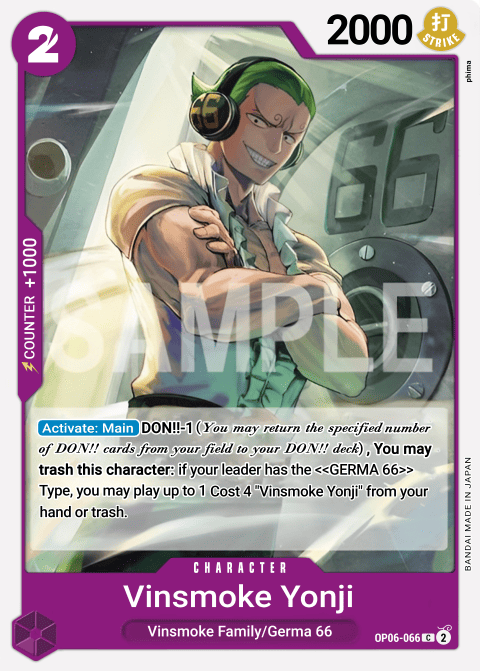 2
2000
打
STRIKE
phima
66
66
COUNTER +1000
SAMPLE
Activate: Main DON!!-1 (You may return the specified number
of DON!! cards from your field to your DON!! deck) , You may
trash this character: if your leader has the <<GERMA 66>>
Type, you may play up to 1 Cost 4 "Vinsmoke Yonji" from your
hand or trash.
BANDAI MADE IN JAPAN
CHARACTER
Vinsmoke Yonji
Vinsmoke Family/Germa 66
OP06-066 C 2